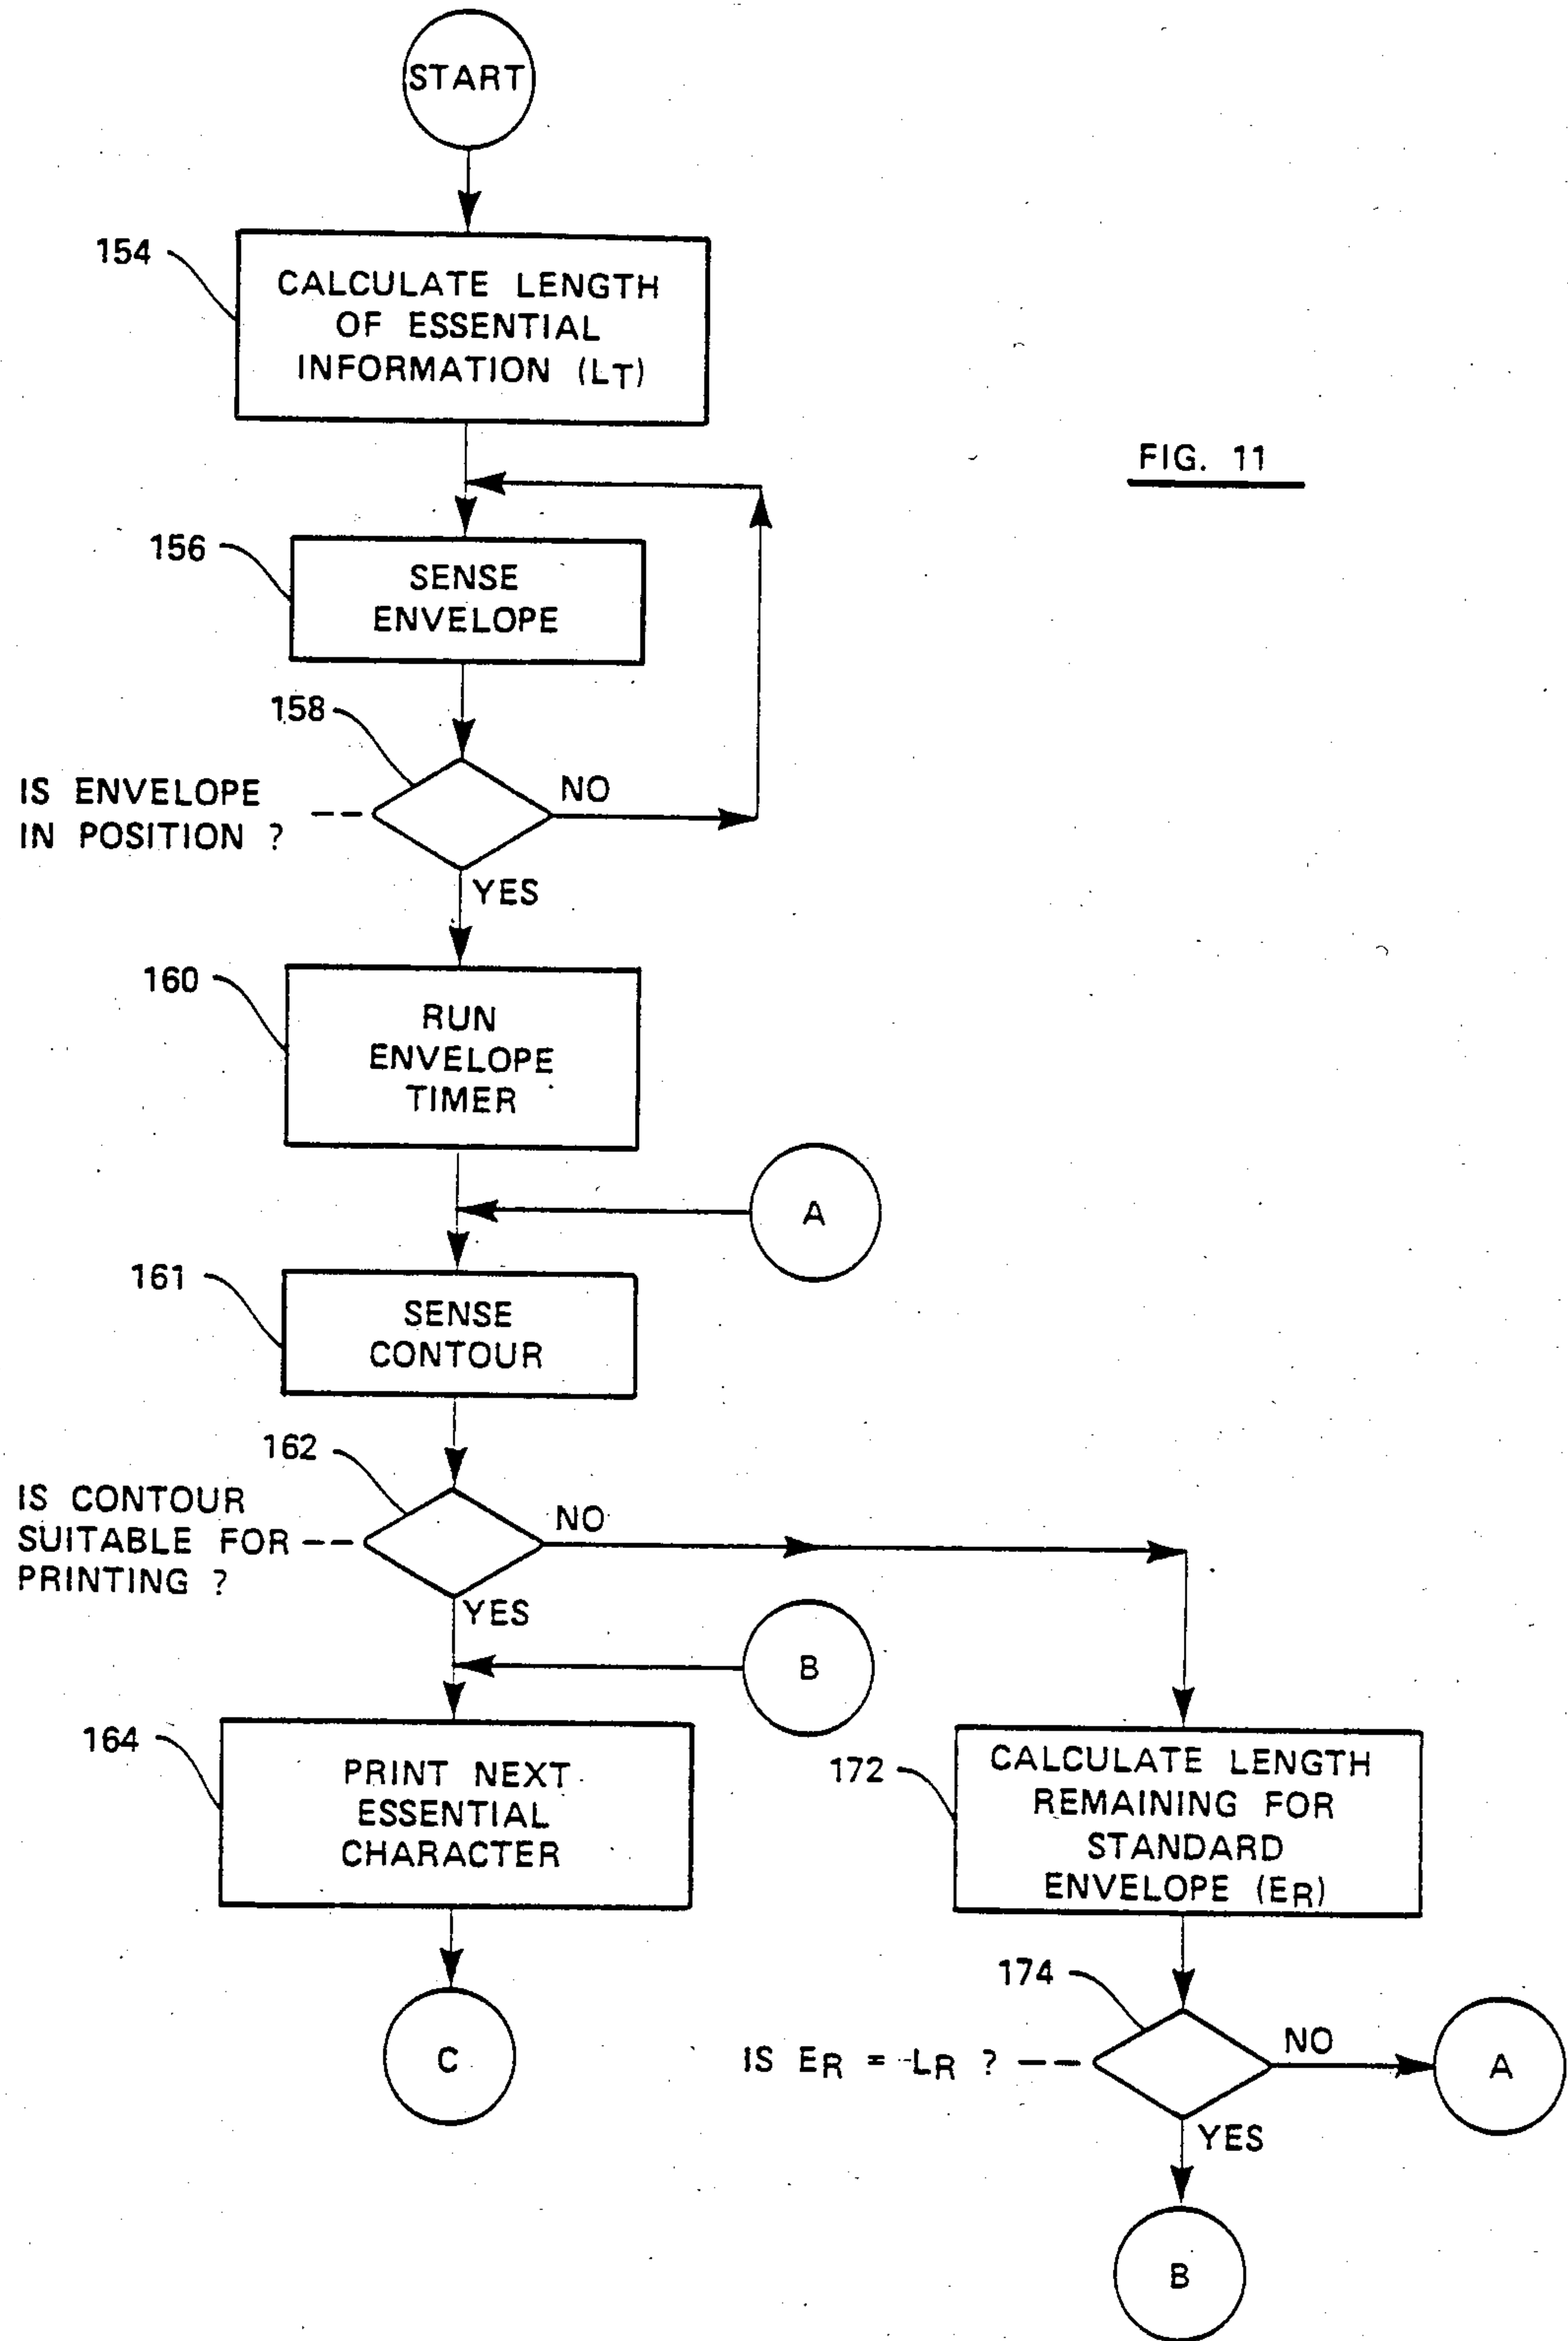 START
154
CALCULATE LENGTH
OF ESSENTIAL
INFORMATION (LT)
FIG. 11
156
SENSE
ENVELOPE
158
IS ENVELOPE
IN POSITION ?
NO
YES
160
RUN
ENVELOPE
TIMER
A
161
SENSE
CONTOUR
162
IS CONTOUR
SUITABLE FOR
PRINTING ?
NO
YES
B
164
PRINT NEXT
ESSENTIAL
CHARACTER
172
CALCULATE LENGTH
REMAINING FOR
STANDARD
ENVELOPE (ER)
C
174
IS ER = LR ?
NO
A
YES
B